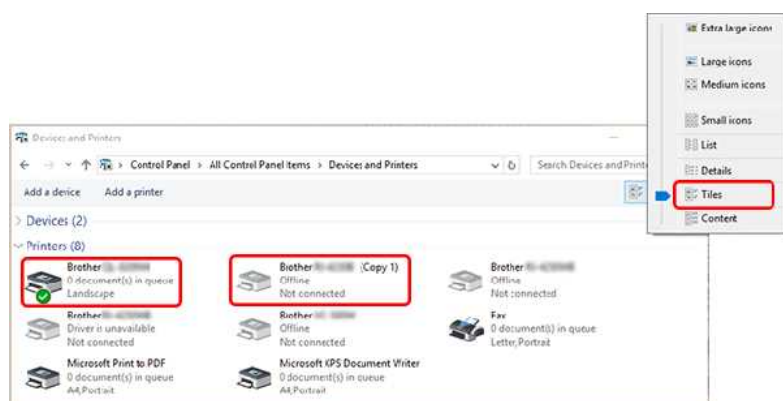 Extra large icons
Large icons
Medium icons
Small icons
List
Details
Tiles
Content
Devices and Printers
Control Panel > All Control Panel Items > Devices and Printers
Search Devices and Print
Add a device Add a printer
Devices (2)
Printers (8)
Brother
0 document(s) in queue
Landscape
Brother (Copy 1)
Offline
Not connected
Brother
Offline
Not connected
Brother
Driver is unavailable
Not connected
Brother
Offline
Not connected
Fax
0 document(s) in queue
Letter, Portrait
Microsoft Print to PDF
0 document(s) in queue
A4, Portrait
Microsoft XPS Document Writer
0 document(s) in queue
A4, Portrait